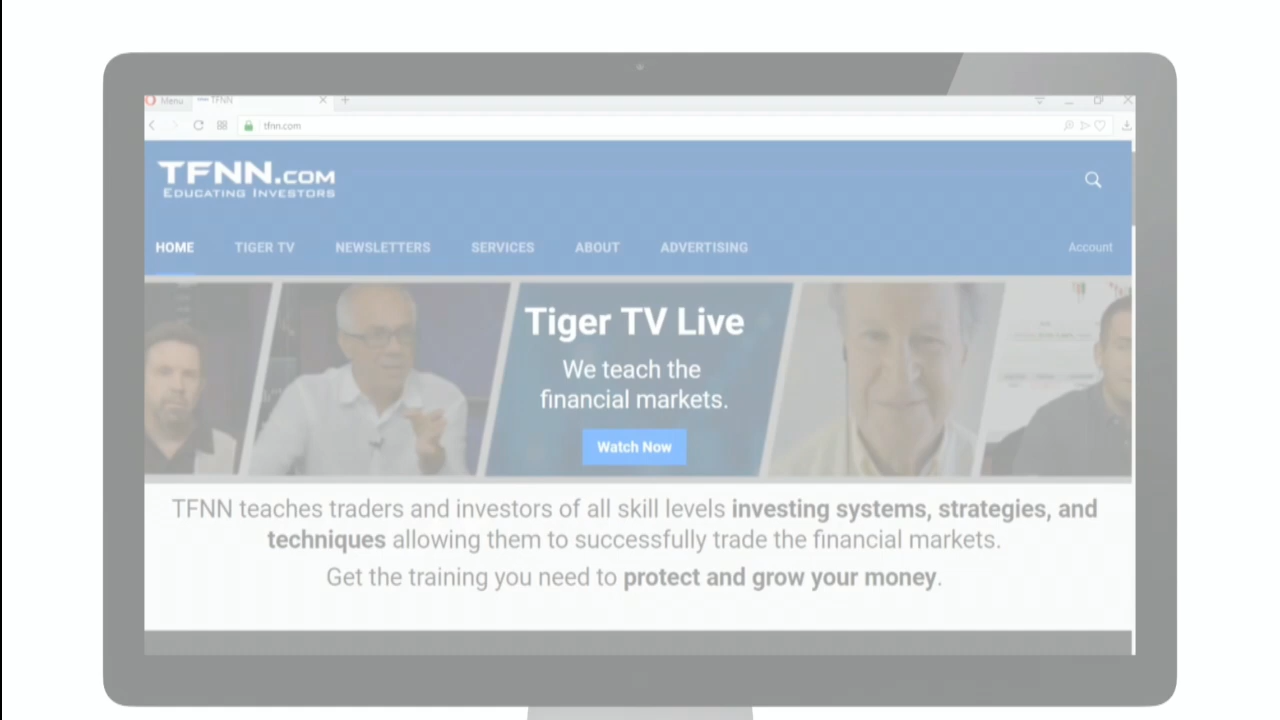 Menu
TFNN
tfnn.com
TFNN.COM
EDUCATING INVESTORS
HOME TIGER TV NEWSLETTERS SERVICES ABOUT ADVERTISING Account
Tiger TV Live
We teach the
financial markets.
Watch Now
TFNN teaches traders and investors of all skill levels investing systems, strategies, and
techniques allowing them to successfully trade the financial markets.
Get the training you need to protect and grow your money.